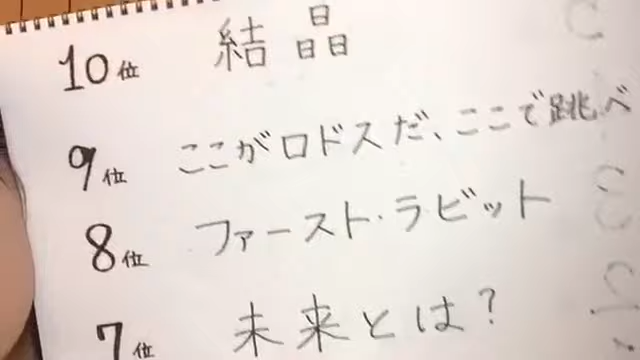 10位 結晶
9位 ここがロドスだ、ここで跳べ
8位 ファースト・ラビット
7位 未来とは?